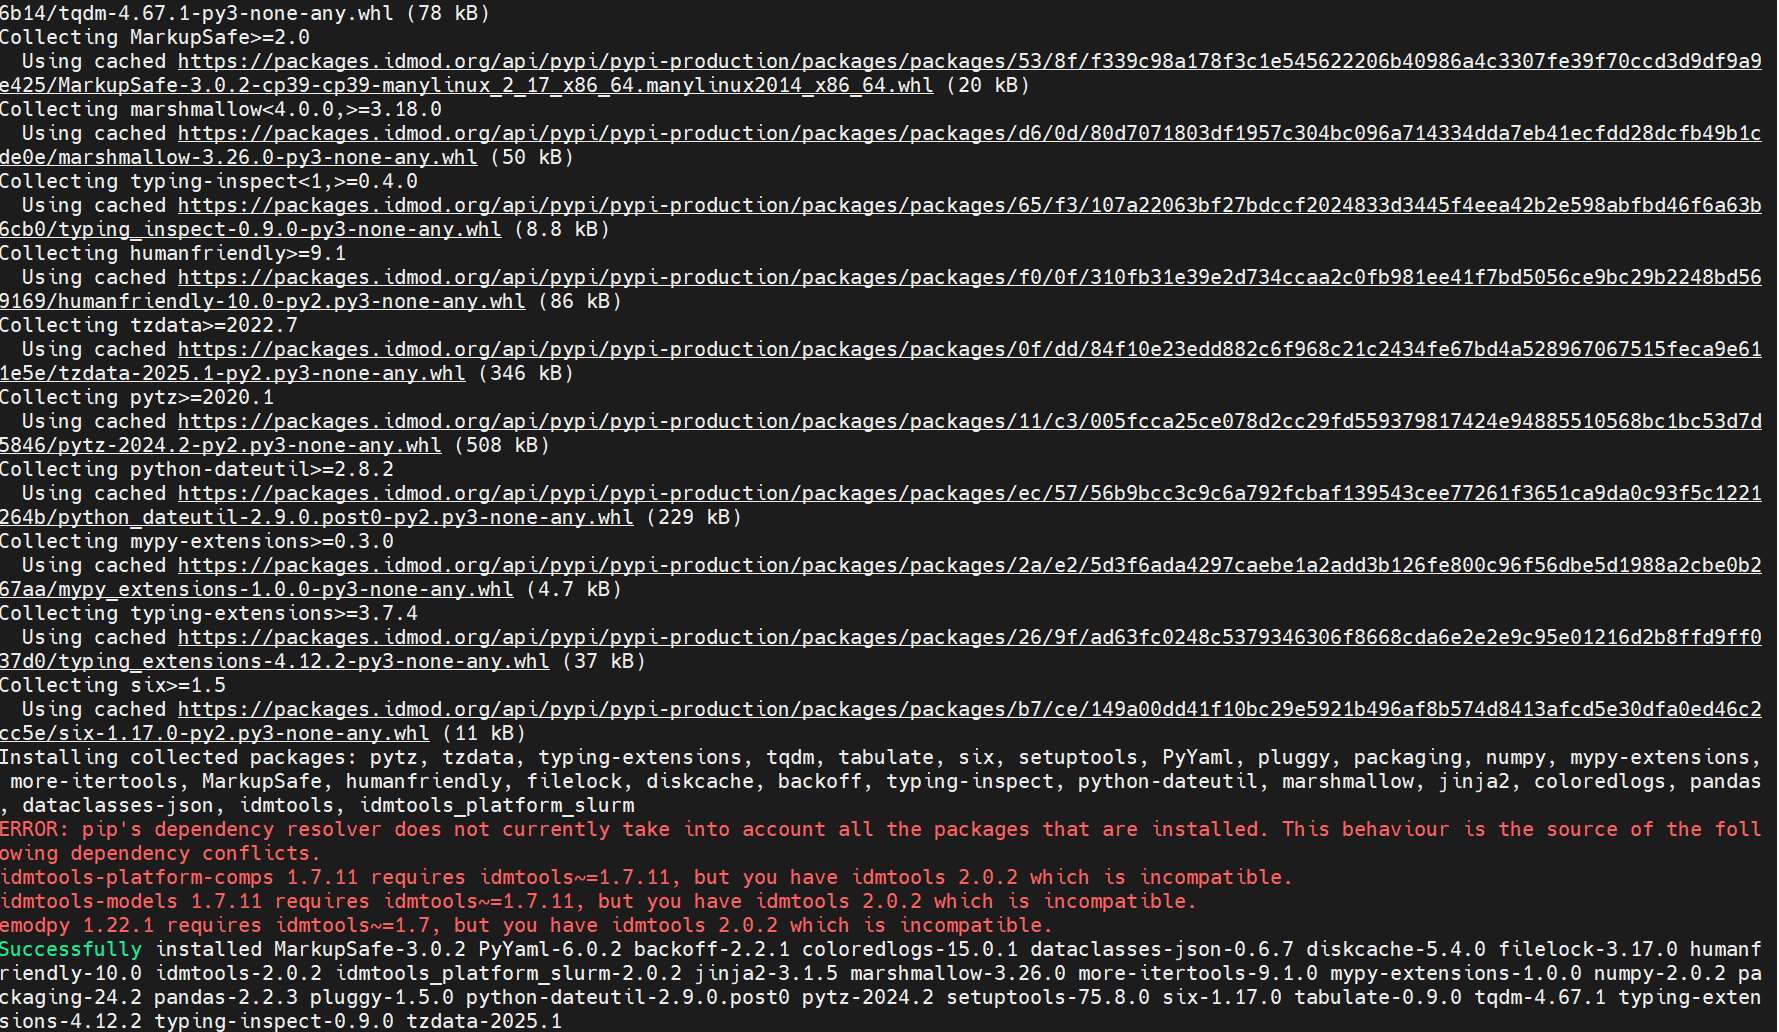 6b14/tqdm-4.67.1-py3-none-any.whl (78 kB)
Collecting MarkupSafe>=2.0
  Using cached https://packages.idmod.org/api/pypi/pypi-production/packages/packages/53/8f/f339c98a178f3c1e545622206b40986a4c3307fe39f70ccd3d9df9a9
e425/MarkupSafe-3.0.2-cp39-cp39-manylinux_2_17_x86_64.manylinux2014_x86_64.whl (20 kB)
Collecting marshmallow<4.0.0,>=3.18.0
  Using cached https://packages.idmod.org/api/pypi/pypi-production/packages/packages/d6/0d/80d7071803df1957c304bc096a714334dda7eb41ecfdd28dcfb49b1c
de0e/marshmallow-3.26.0-py3-none-any.whl (50 kB)
Collecting typing-inspect<1,>=0.4.0
  Using cached https://packages.idmod.org/api/pypi/pypi-production/packages/packages/65/f3/107a22063bf27bdccf2024833d3445f4eea42b2e598abfbd46f6a63b
6cb0/typing_inspect-0.9.0-py3-none-any.whl (8.8 kB)
Collecting humanfriendly>=9.1
  Using cached https://packages.idmod.org/api/pypi/pypi-production/packages/packages/f0/0f/310fb31e39e2d734ccaa2c0fb981ee41f7bd5056ce9bc29b2248bd56
9169/humanfriendly-10.0-py2.py3-none-any.whl (86 kB)
Collecting tzdata>=2022.7
  Using cached https://packages.idmod.org/api/pypi/pypi-production/packages/packages/0f/dd/84f10e23edd882c6f968c21c2434fe67bd4a528967067515feca9e61
1e5e/tzdata-2025.1-py2.py3-none-any.whl (346 kB)
Collecting pytz>=2020.1
  Using cached https://packages.idmod.org/api/pypi/pypi-production/packages/packages/11/c3/005fcca25ce078d2cc29fd559379817424e94885510568bc1bc53d7d
5846/pytz-2024.2-py2.py3-none-any.whl (508 kB)
Collecting python-dateutil>=2.8.2
  Using cached https://packages.idmod.org/api/pypi/pypi-production/packages/packages/ec/57/56b9bcc3c9c6a792fcbaf139543cee77261f3651ca9da0c93f5c1221
264b/python_dateutil-2.9.0.post0-py2.py3-none-any.whl (229 kB)
Collecting mypy-extensions>=0.3.0
  Using cached https://packages.idmod.org/api/pypi/pypi-production/packages/packages/2a/e2/5d3f6ada4297caebe1a2add3b126fe800c96f56dbe5d1988a2cbe0b2
67aa/mypy_extensions-1.0.0-py3-none-any.whl (4.7 kB)
Collecting typing-extensions>=3.7.4
  Using cached https://packages.idmod.org/api/pypi/pypi-production/packages/packages/26/9f/ad63fc0248c5379346306f8668cda6e2e2e9c95e01216d2b8ffd9ff0
37d0/typing_extensions-4.12.2-py3-none-any.whl (37 kB)
Collecting six>=1.5
  Using cached https://packages.idmod.org/api/pypi/pypi-production/packages/packages/b7/ce/149a00dd41f10bc29e5921b496af8b574d8413afcd5e30dfa0ed46c2
cc5e/six-1.17.0-py2.py3-none-any.whl (11 kB)
Installing collected packages: pytz, tzdata, typing-extensions, tqdm, tabulate, six, setuptools, PyYaml, pluggy, packaging, numpy, mypy-extensions,
 more-itertools, MarkupSafe, humanfriendly, filelock, diskcache, backoff, typing-inspect, python-dateutil, marshmallow, jinja2, coloredlogs, pandas
, dataclasses-json, idmtools, idmtools_platform_slurm
ERROR: pip's dependency resolver does not currently take into account all the packages that are installed. This behaviour is the source of the foll
owing dependency conflicts.
idmtools-platform-comps 1.7.11 requires idmtools~=1.7.11, but you have idmtools 2.0.2 which is incompatible.
idmtools-models 1.7.11 requires idmtools~=1.7.11, but you have idmtools 2.0.2 which is incompatible.
emodpy 1.22.1 requires idmtools~=1.7, but you have idmtools 2.0.2 which is incompatible.
Successfully installed MarkupSafe-3.0.2 PyYaml-6.0.2 backoff-2.2.1 coloredlogs-15.0.1 dataclasses-json-0.6.7 diskcache-5.4.0 filelock-3.17.0 humanf
riendly-10.0 idmtools-2.0.2 idmtools_platform_slurm-2.0.2 jinja2-3.1.5 marshmallow-3.26.0 more-itertools-9.1.0 mypy-extensions-1.0.0 numpy-2.0.2 pa
ckaging-24.2 pandas-2.2.3 pluggy-1.5.0 python-dateutil-2.9.0.post0 pytz-2024.2 setuptools-75.8.0 six-1.17.0 tabulate-0.9.0 tqdm-4.67.1 typing-exten
sions-4.12.2 typing-inspect-0.9.0 tzdata-2025.1